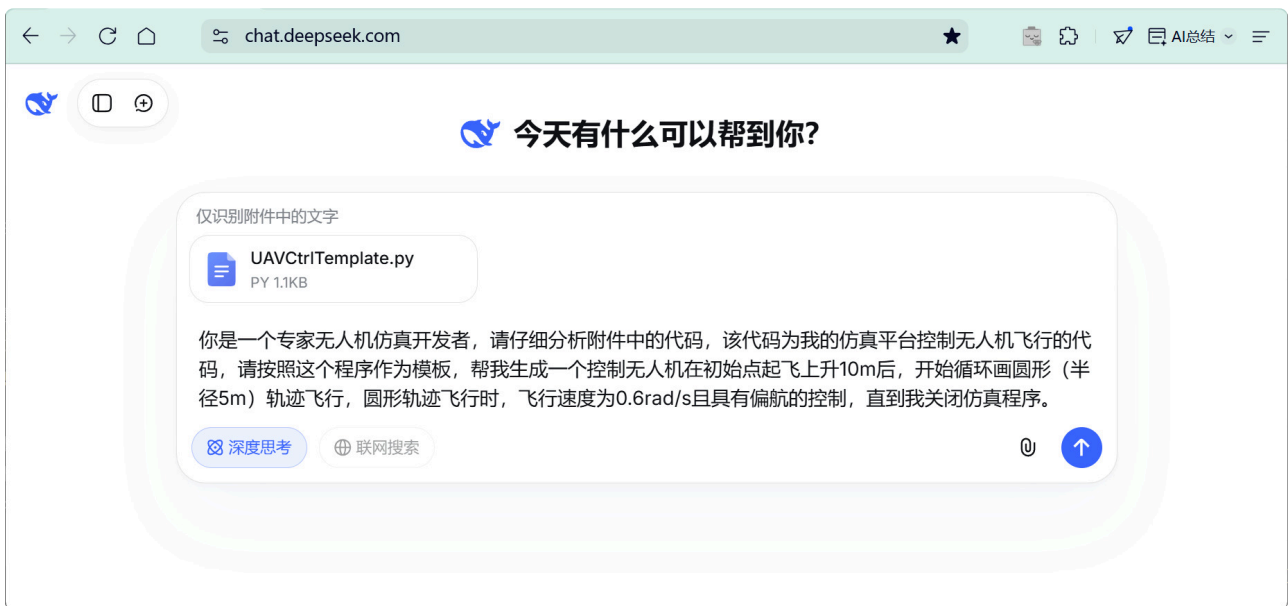 chat.deepseek.com
AI总结
今天有什么可以帮到你?
仅识别附件中的文字
UAVCtrlTemplate.py
PY 1.1KB
你是一个专家无人机仿真开发者，请仔细分析附件中的代码，该代码为我的仿真平台控制无人机飞行的代
码，请按照这个程序作为模板，帮我生成一个控制无人机在初始点起飞上升10m后，开始循环画圆形（半
径5m）轨迹飞行，圆形轨迹飞行时，飞行速度为0.6rad/s且具有偏航的控制，直到我关闭仿真程序。
深度思考
联网搜索